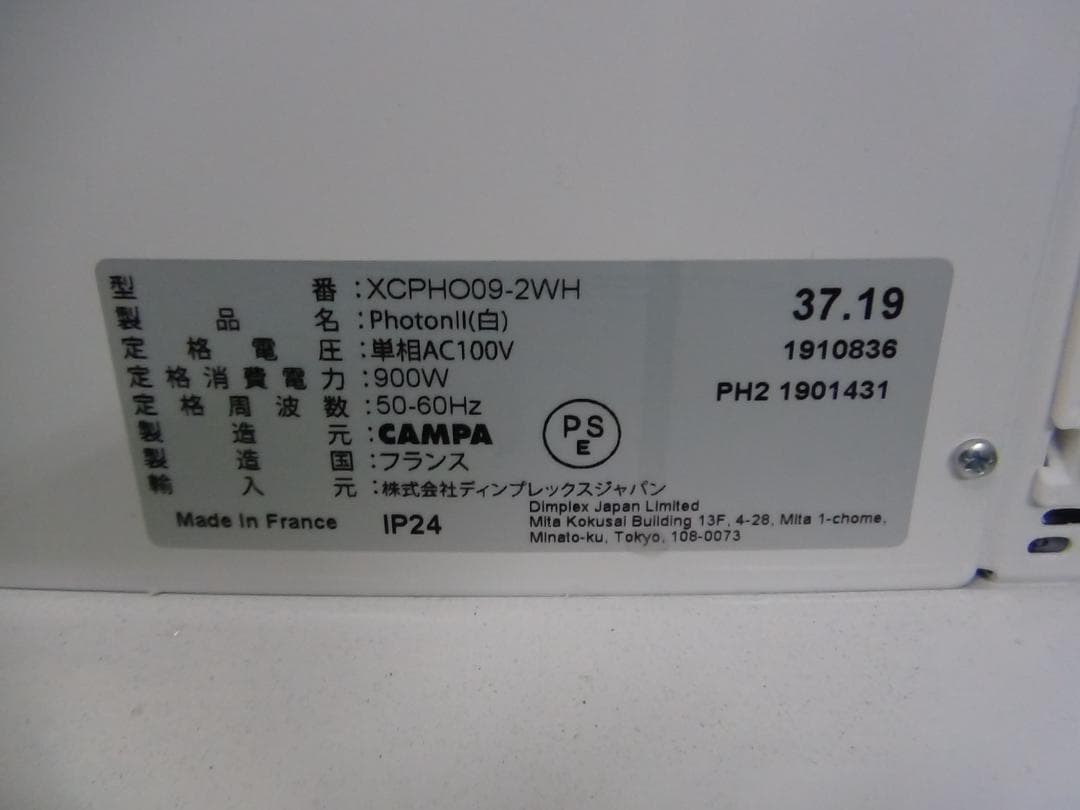 型番:XCPHO09-2WH
製品名:PhotonII(白)
定格電圧:単相AC100V
定格消費電力:900W
定格周波数:50-60Hz
製造元:CAMPA
製造国:フランス
輸入元:株式会社ディンプレックスジャパン
Dimplex Japan Limited
Mita Kokusai Building 13F, 4-28, Mita 1-chome,
Minato-ku, Tokyo, 108-0073
Made In France IP24
PS
E
37.19
1910836
PH2 1901431